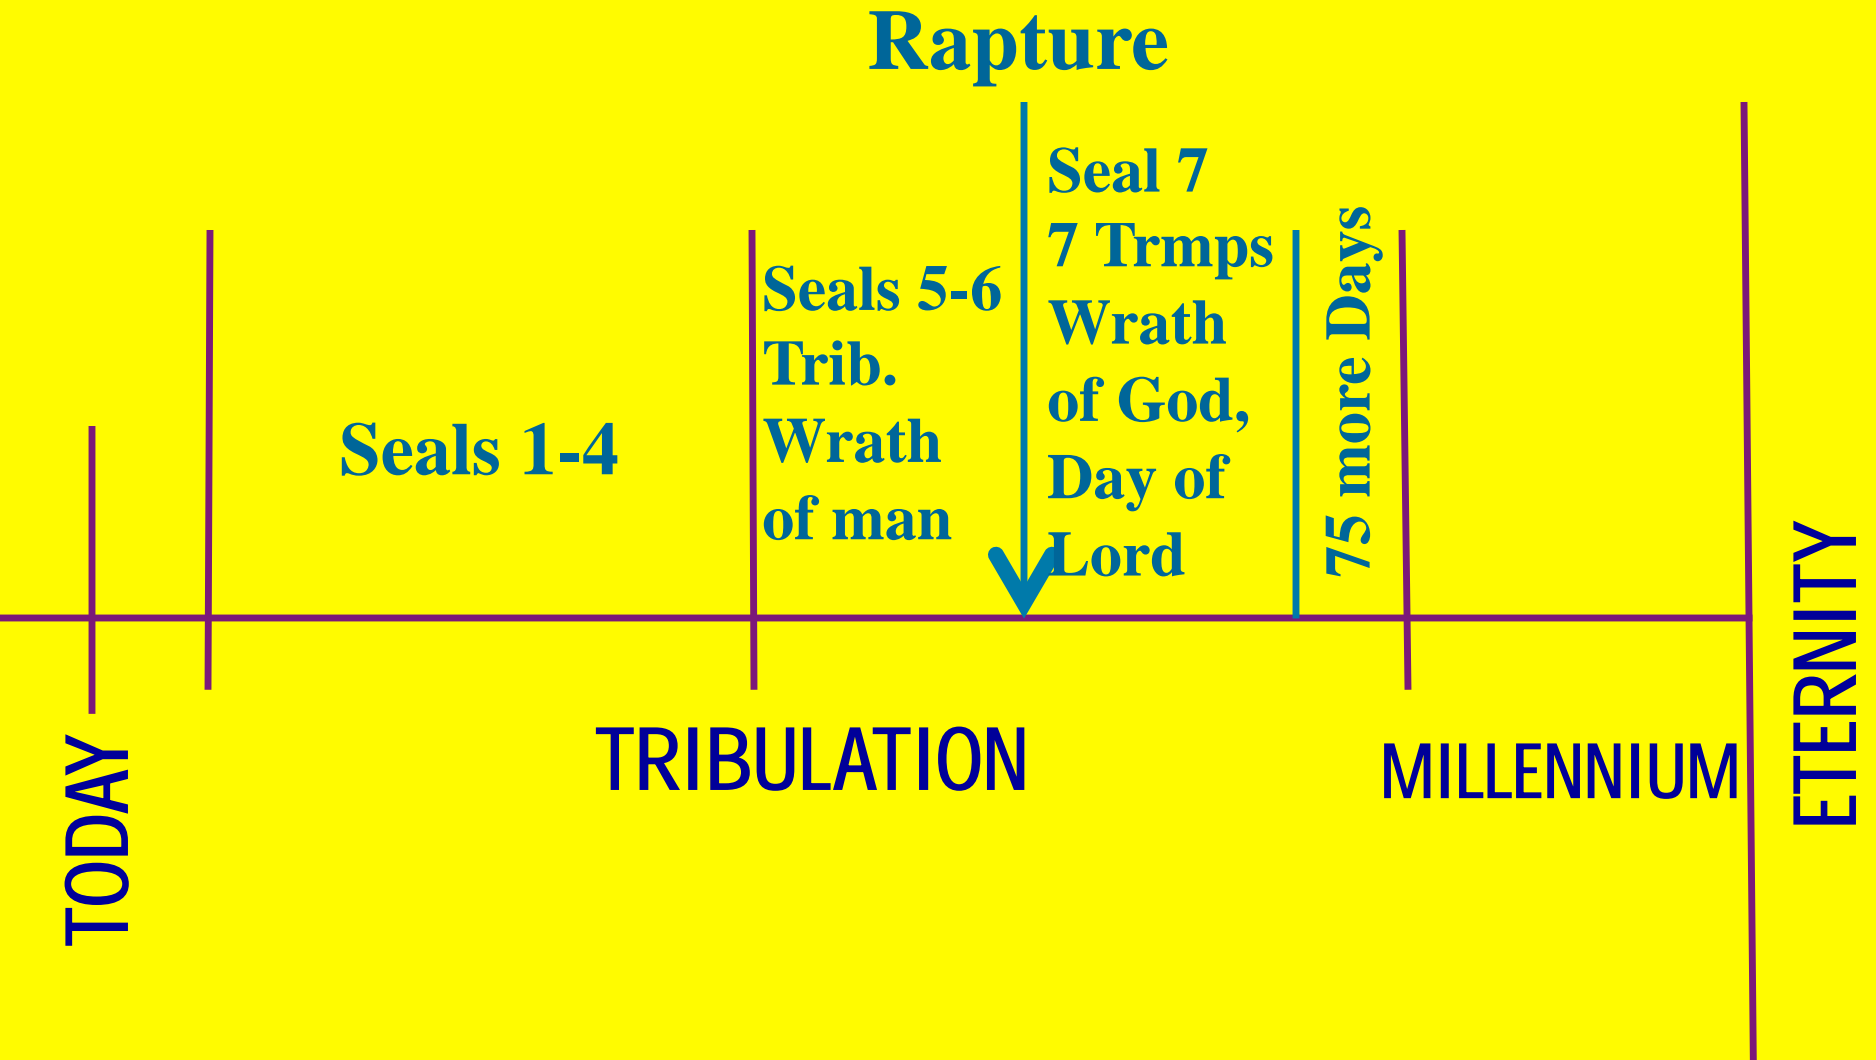 Rapture
Seals 1-4
Seals 5-6
Trib.
Wrath
of man
Seal 7
7 Trmps
Wrath
of God,
Day of
Lord
75 more Days
TODAY
TRIBULATION
MILLENNIUM
ETERNITY